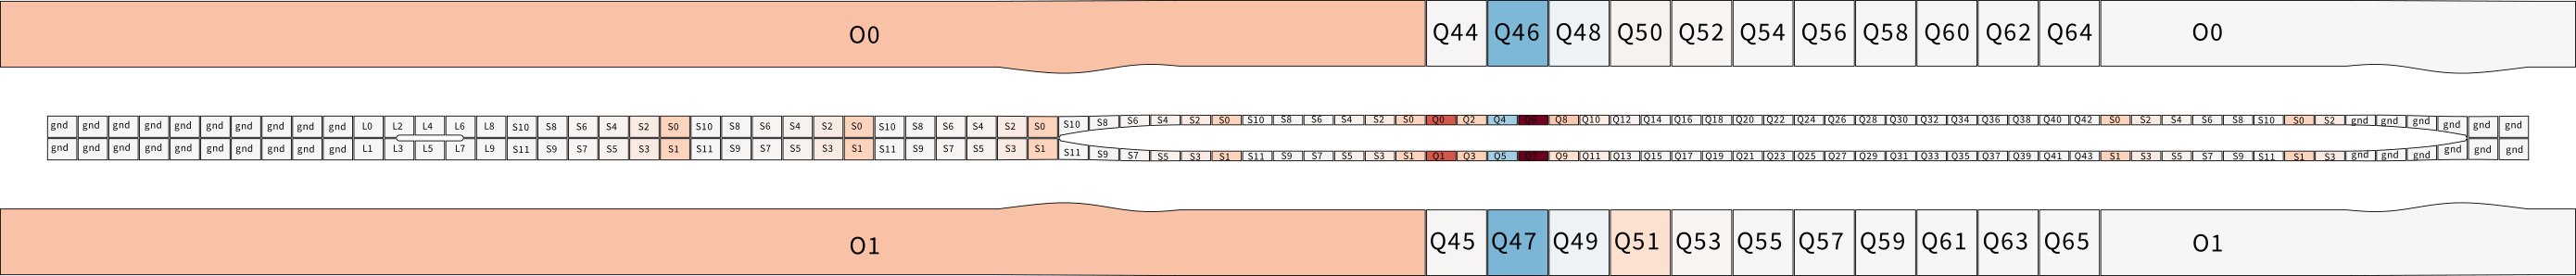 O0 Q44 Q46 Q48 Q50 Q52 Q54 Q56 Q58 Q60 Q62 Q64 O0
gnd gnd gnd gnd gnd gnd gnd gnd gnd gnd L0 L2 L4 L6 L8 S10 S8 S6 S4 S2 S0 S10 S8 S6 S4 S2 S0 S10 S8 S6 S4 S2 S0 S10 S8 S6 S4 S2 S0 S10 S8 S6 S4 S2 S0 Q0 Q2 Q4 Q6 Q8 Q10 Q12 Q14 Q16 Q18 Q20 Q22 Q24 Q26 Q28 Q30 Q32 Q34 Q36 Q38 Q40 Q42 S0 S2 S4 S6 S8 S10 S0 S2 gnd gnd gnd gnd gnd gnd
gnd gnd gnd gnd gnd gnd gnd gnd gnd gnd L1 L3 L5 L7 L9 S11 S9 S7 S5 S3 S1 S11 S9 S7 S5 S3 S1 S11 S9 S7 S5 S3 S1 S11 S9 S7 S5 S3 S1 S11 S9 S7 S5 S3 S1 Q1 Q3 Q5 Q7 Q9 Q11 Q13 Q15 Q17 Q19 Q21 Q23 Q25 Q27 Q29 Q31 Q33 Q35 Q37 Q39 Q41 Q43 S1 S3 S5 S7 S9 S11 S1 S3 gnd gnd gnd gnd gnd gnd
O1 Q45 Q47 Q49 Q51 Q53 Q55 Q57 Q59 Q61 Q63 Q65 O1